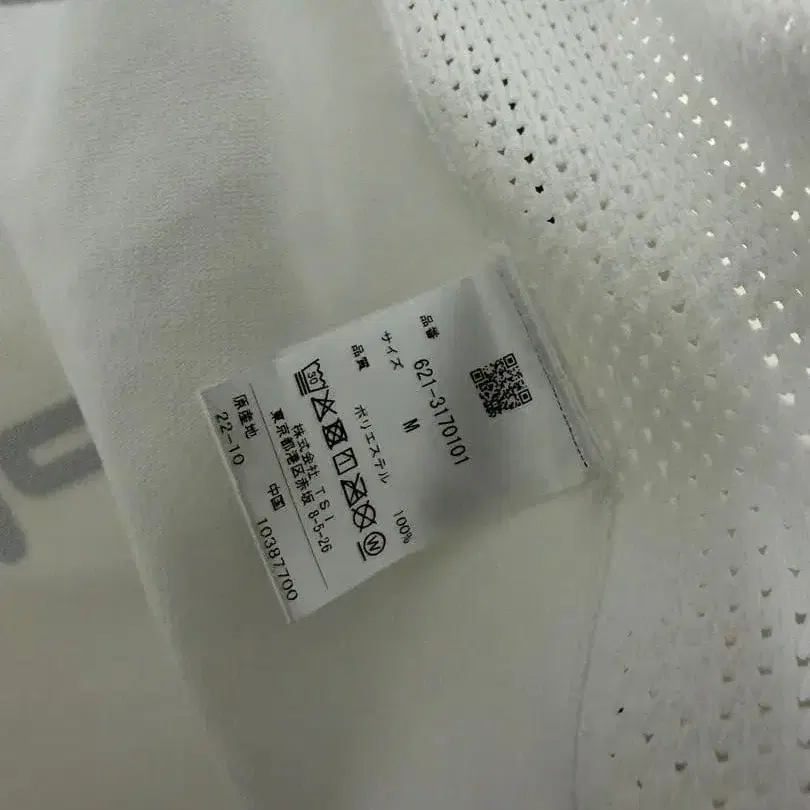 品番 621-3170101
サイズ M
品質 ポリエステル 100%
30 W
株式会社 TSI
東京都港区赤坂 8-5-26
原産地 中国
22-10 10387700